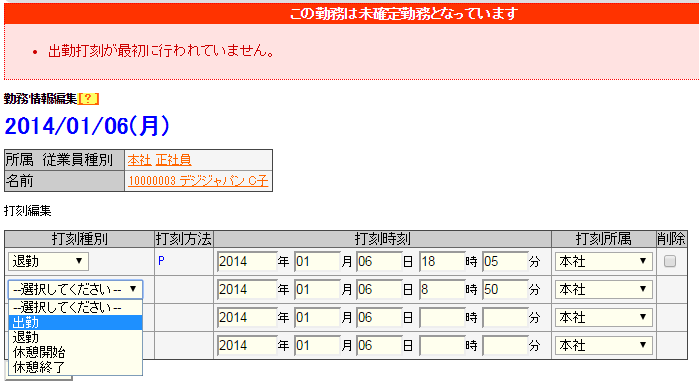 この勤務は未確定勤務となっています
・出勤打刻が最初に行われていません。
勤務情報編集[?]
2014/01/06(月)
所属 従業員種別 本社 正社員
名前 10000003 デジジャパン C子
打刻編集
打刻種別 打刻方法 打刻時刻 打刻所属 削除
退勤 P 2014 年 01 月 06 日 18 時 05 分 本社
--選択してください-- 2014 年 01 月 06 日 8 時 50 分 本社
--選択してください--
出勤 2014 年 01 月 06 日 時 分 本社
退勤
休憩開始 2014 年 01 月 06 日 時 分 本社
休憩終了